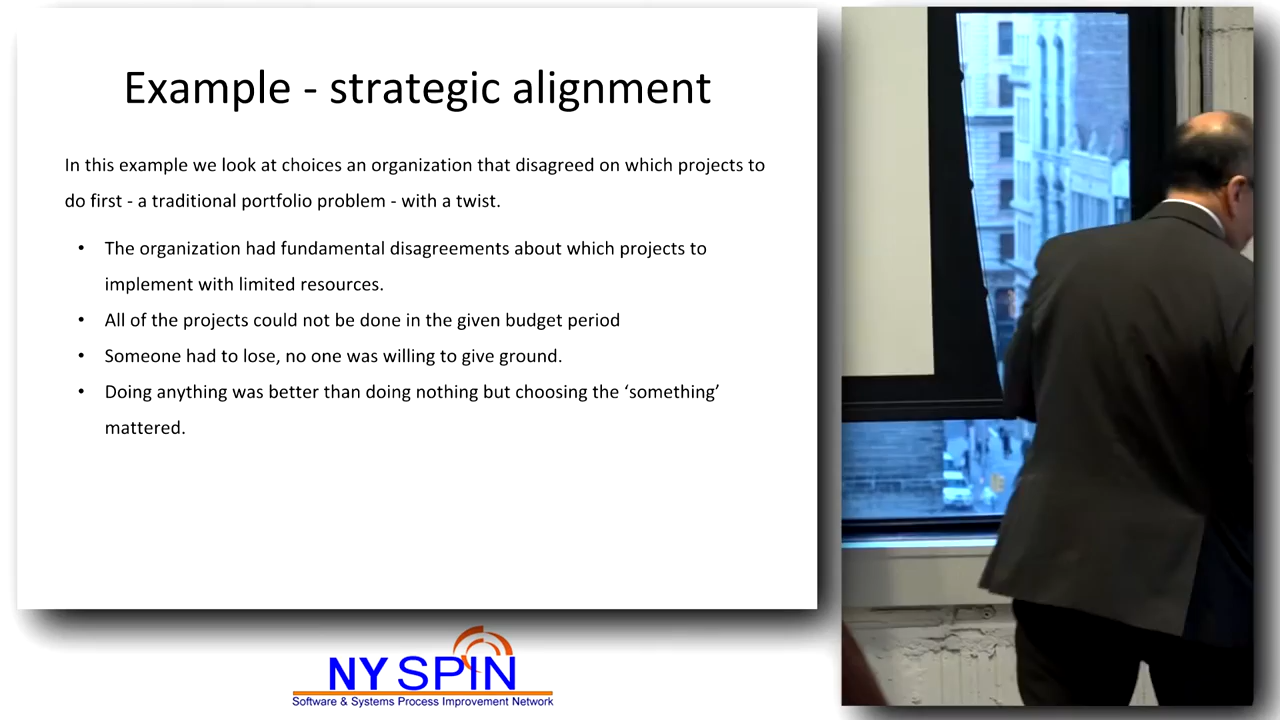 Example - strategic alignment
In this example we look at choices an organization that disagreed on which projects to
do first - a traditional portfolio problem - with a twist.
• The organization had fundamental disagreements about which projects to
implement with limited resources.
• All of the projects could not be done in the given budget period
• Someone had to lose, no one was willing to give ground.
• Doing anything was better than doing nothing but choosing the ‘something’
mattered.
NY SPIN
Software & Systems Process Improvement Network